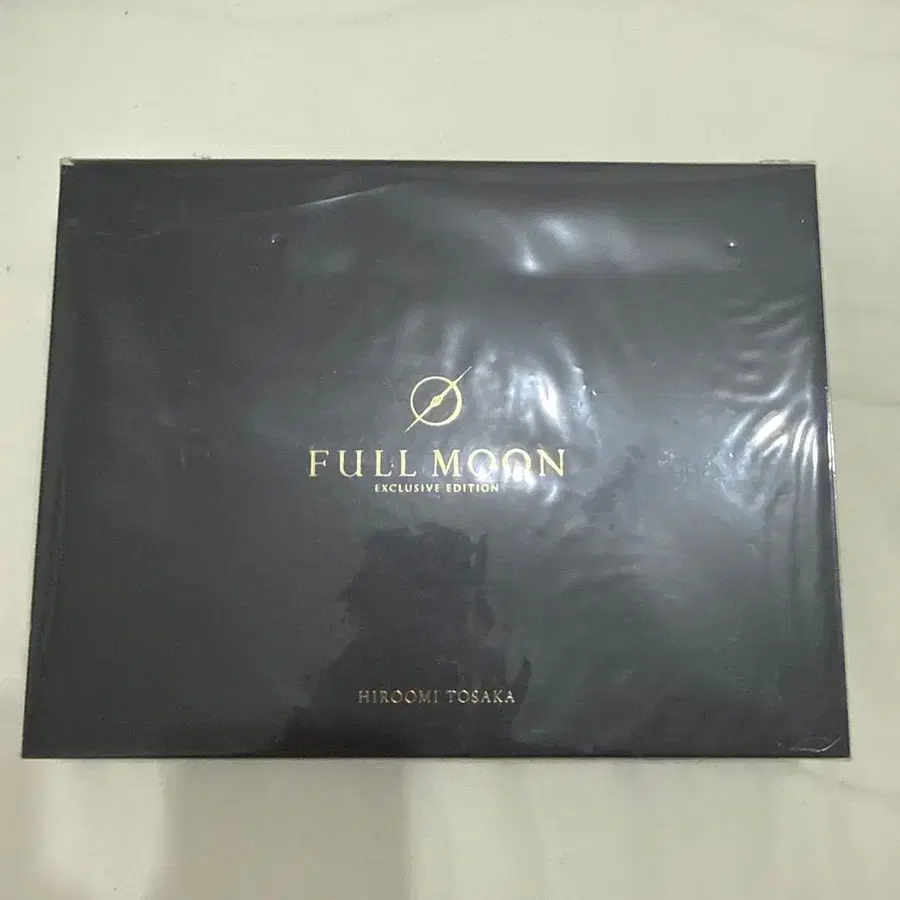 FULL MOON
EXCLUSIVE EDITION
HIROOMI TOSAKA